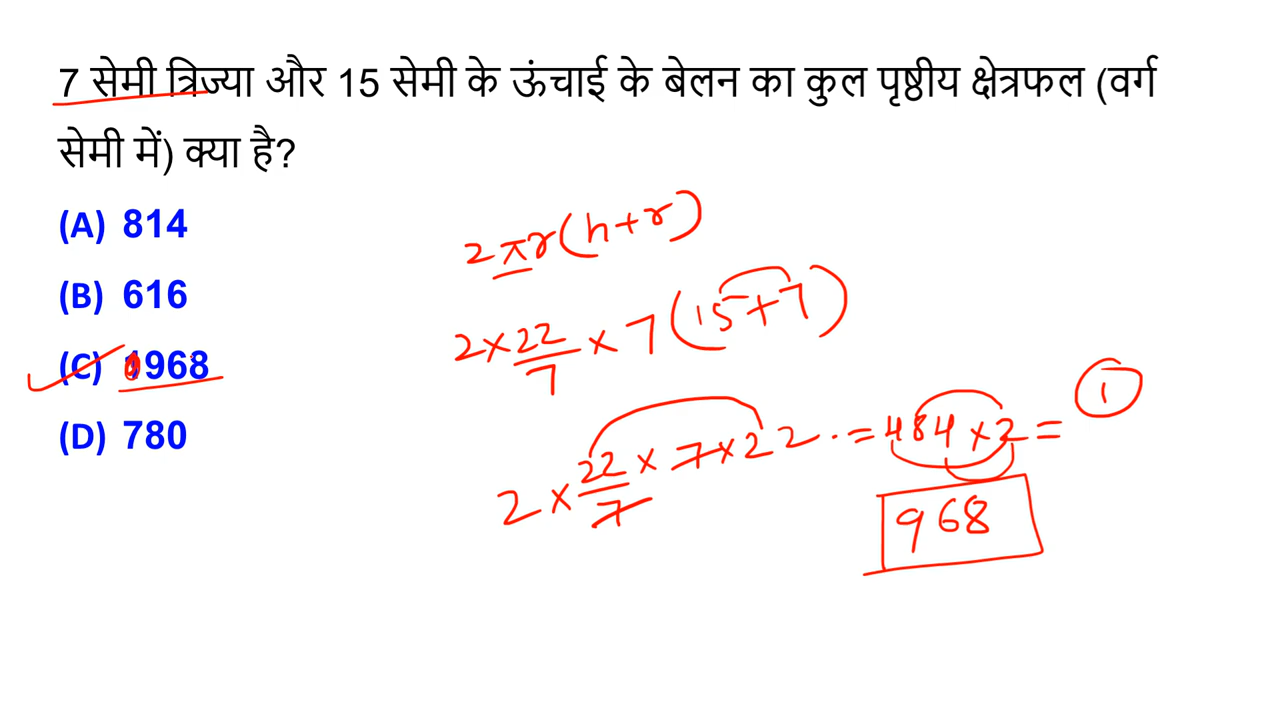 7 सेमी त्रिज्या और 15 सेमी के ऊंचाई के बेलन का कुल पृष्ठीय क्षेत्रफल (वर्ग
सेमी में) क्या है?
(A) 814
(B) 616
(C) 1968
(D) 780
2πr(h+r)
2×22/7×7(15+7)
2×22/7×7×22.=484×2=
1
968